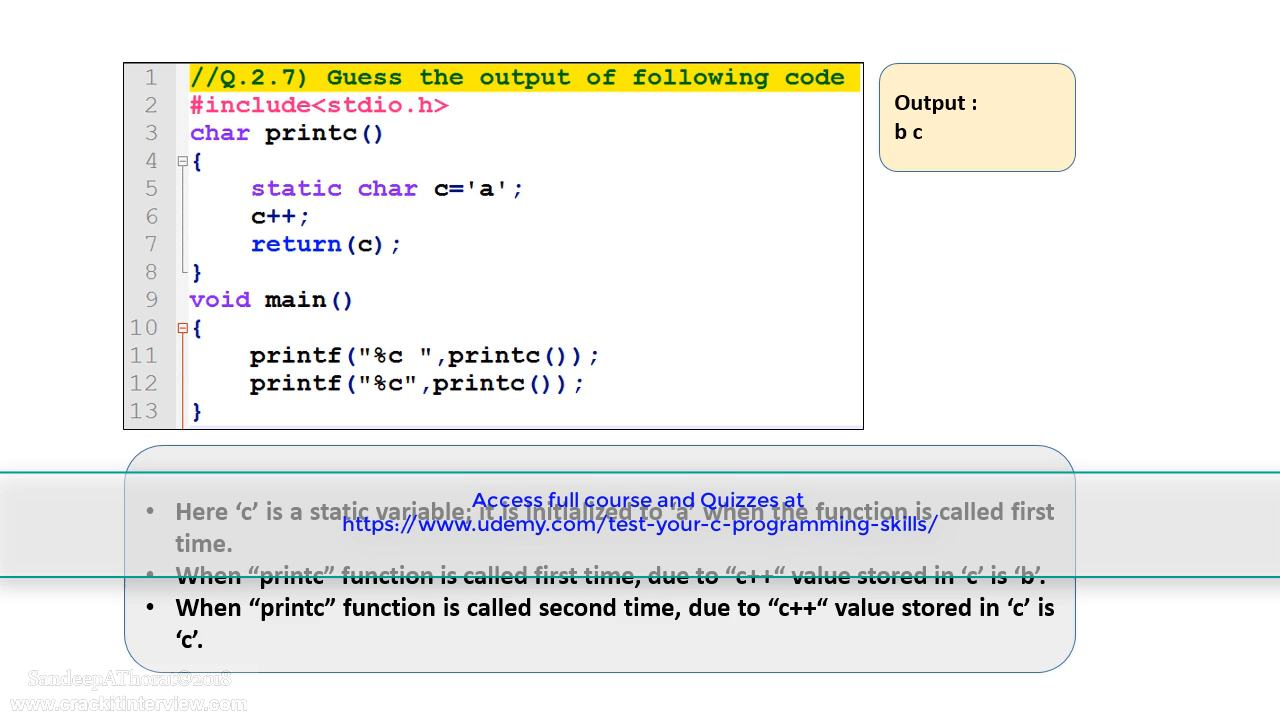 1 //Q.2.7) Guess the output of following code
2 #include<stdio.h>
3 char printc()
4 {
5 static char c='a';
6 c++;
7 return(c);
8 }
9 void main()
10 {
11 printf("%c ",printc());
12 printf("%c",printc());
13 }
Output :
b c
• Here ‘c’ is a static variable; it is initialized to ‘a’ when the function is called first
time.
Access full course and Quizzes at
https://www.udemy.com/test-your-c-programming-skills/
• When “printc” function is called first time, due to “c++“ value stored in ‘c’ is ‘b’.
• When “printc” function is called second time, due to “c++“ value stored in ‘c’ is
‘c’.
SandeepAThorat©2018
www.crackitinterview.com